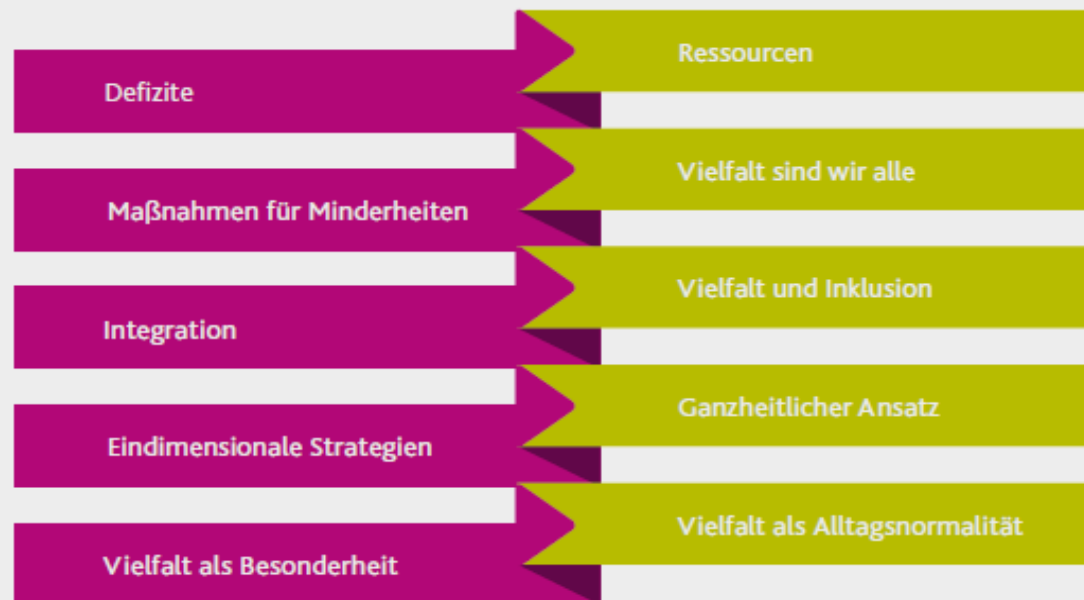 Defizite
Ressourcen
Maßnahmen für Minderheiten
Vielfalt sind wir alle
Integration
Vielfalt und Inklusion
Eindimensionale Strategien
Ganzheitlicher Ansatz
Vielfalt als Besonderheit
Vielfalt als Alltagsnormalität